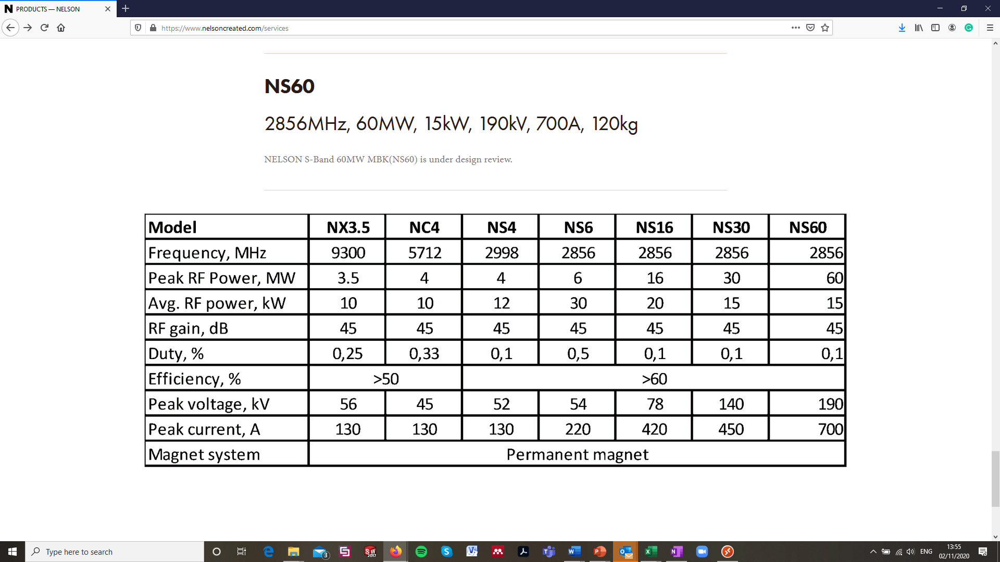 PRODUCTS — NELSON
https://www.nelsoncreated.com/services
NS60
2856MHz, 60MW, 15kW, 190kV, 700A, 120kg
NELSON S-Band 60MW MBK(NS60) is under design review.
Model NX3.5 NC4 NS4 NS6 NS16 NS30 NS60
Frequency, MHz 9300 5712 2998 2856 2856 2856 2856
Peak RF Power, MW 3.5 4 4 6 16 30 60
Avg. RF power, kW 10 10 12 30 20 15 15
RF gain, dB 45 45 45 45 45 45 45
Duty, % 0,25 0,33 0,1 0,5 0,1 0,1 0,1
Efficiency, % >50 >60
Peak voltage, kV 56 45 52 54 78 140 190
Peak current, A 130 130 130 220 420 450 700
Magnet system Permanent magnet
Type here to search
3
SW 2017
ENG
13:55
02/11/2020